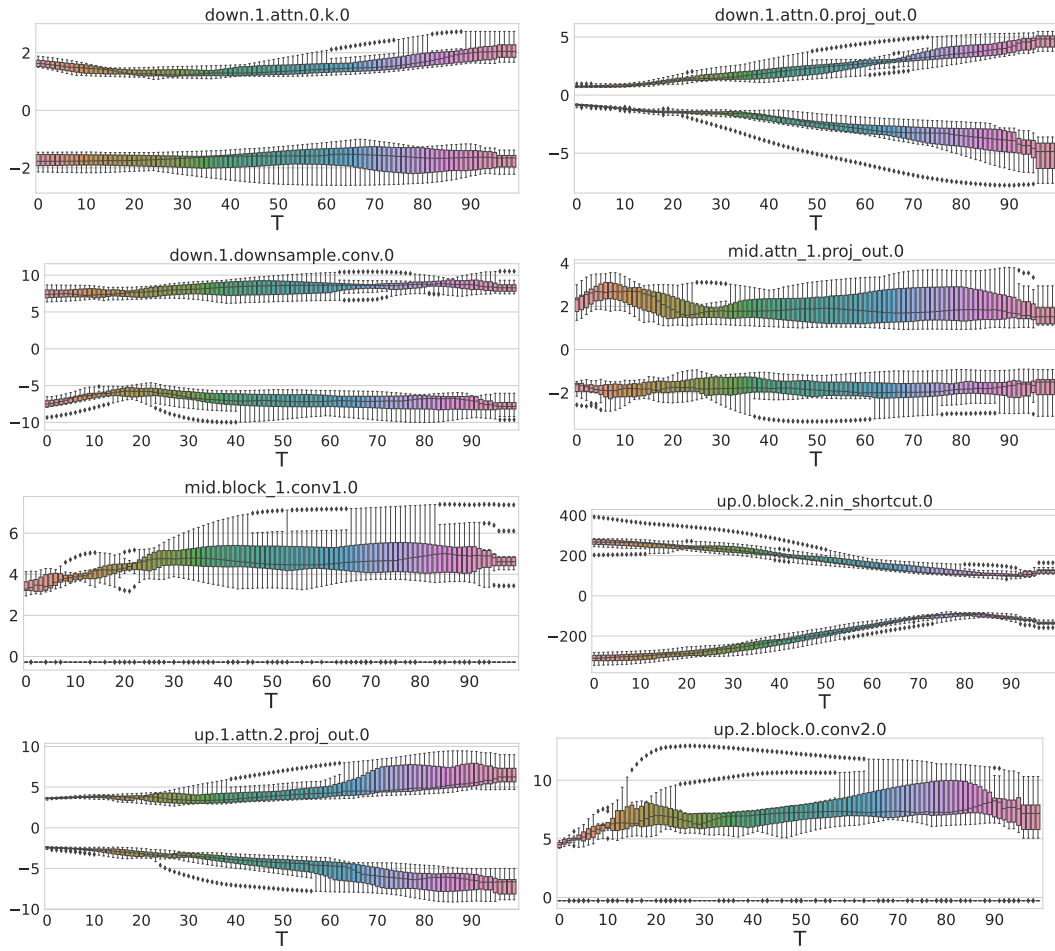 down.1.attn.0.k.0
2
0
−2
0 10 20 30 40 50 60 70 80 90
T
down.1.attn.0.proj_out.0
5
0
−5
0 10 20 30 40 50 60 70 80 90
T
down.1.downsample.conv.0
10
5
0
−5
−10
0 10 20 30 40 50 60 70 80 90
T
mid.attn_1.proj_out.0
4
2
0
−2
0 10 20 30 40 50 60 70 80 90
T
mid.block_1.conv1.0
6
4
2
0
0 10 20 30 40 50 60 70 80 90
T
up.0.block.2.nin_shortcut.0
400
200
0
−200
0 10 20 30 40 50 60 70 80 90
T
up.1.attn.2.proj_out.0
10
5
0
−5
−10
0 10 20 30 40 50 60 70 80 90
T
up.2.block.0.conv2.0
10
5
0
0 10 20 30 40 50 60 70 80 90
T